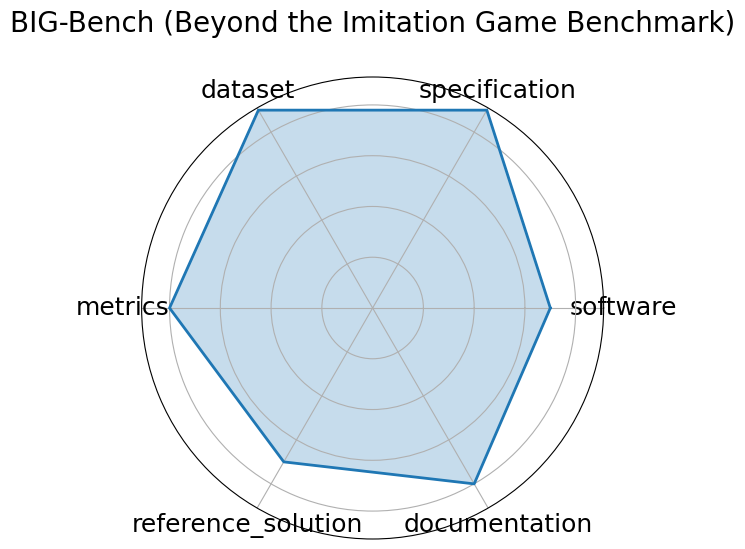 BIG-Bench (Beyond the Imitation Game Benchmark)
dataset
specification
metrics
software
reference_solution
documentation